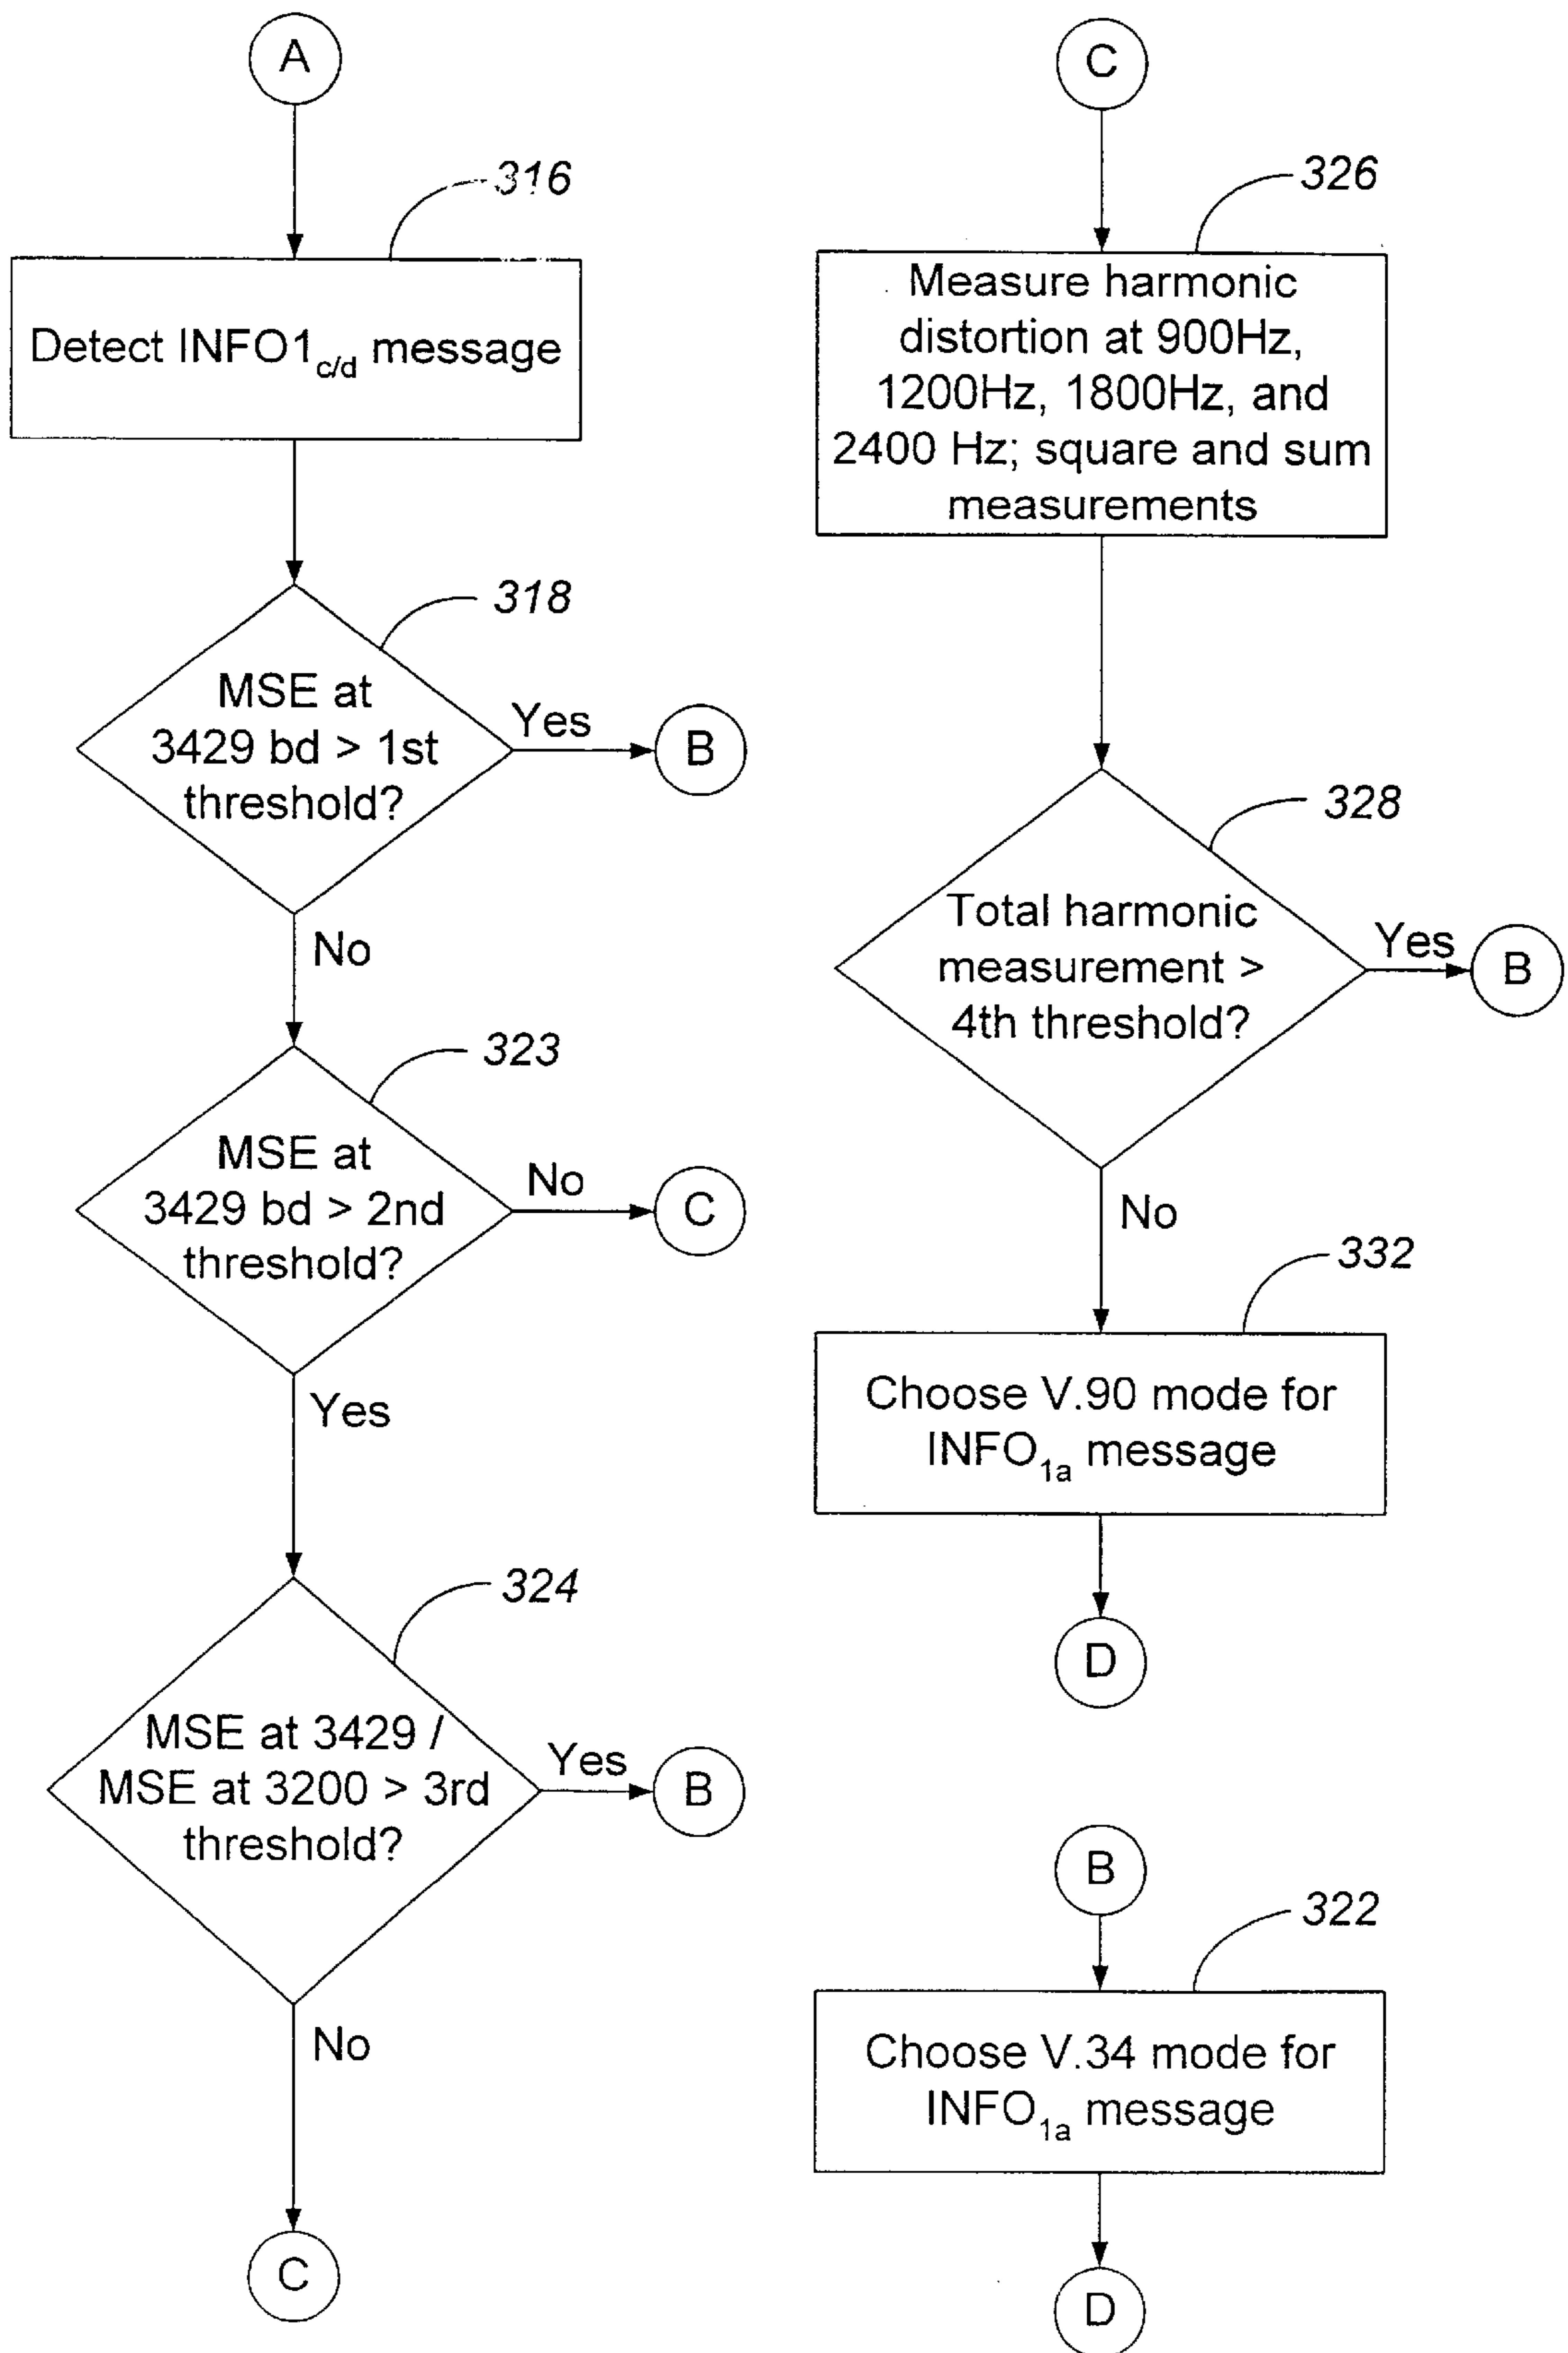 A
316
Detect INFO1c/d message
318
MSE at
3429 bd > 1st
threshold?
Yes
B
No
323
MSE at
3429 bd > 2nd
threshold?
No
C
Yes
324
MSE at 3429 /
MSE at 3200 > 3rd
threshold?
Yes
B
No
C
C
326
Measure harmonic
distortion at 900Hz,
1200Hz, 1800Hz, and
2400 Hz; square and sum
measurements
328
Total harmonic
measurement >
4th threshold?
Yes
B
No
332
Choose V.90 mode for
INFO1a message
D
B
322
Choose V.34 mode for
INFO1a message
D